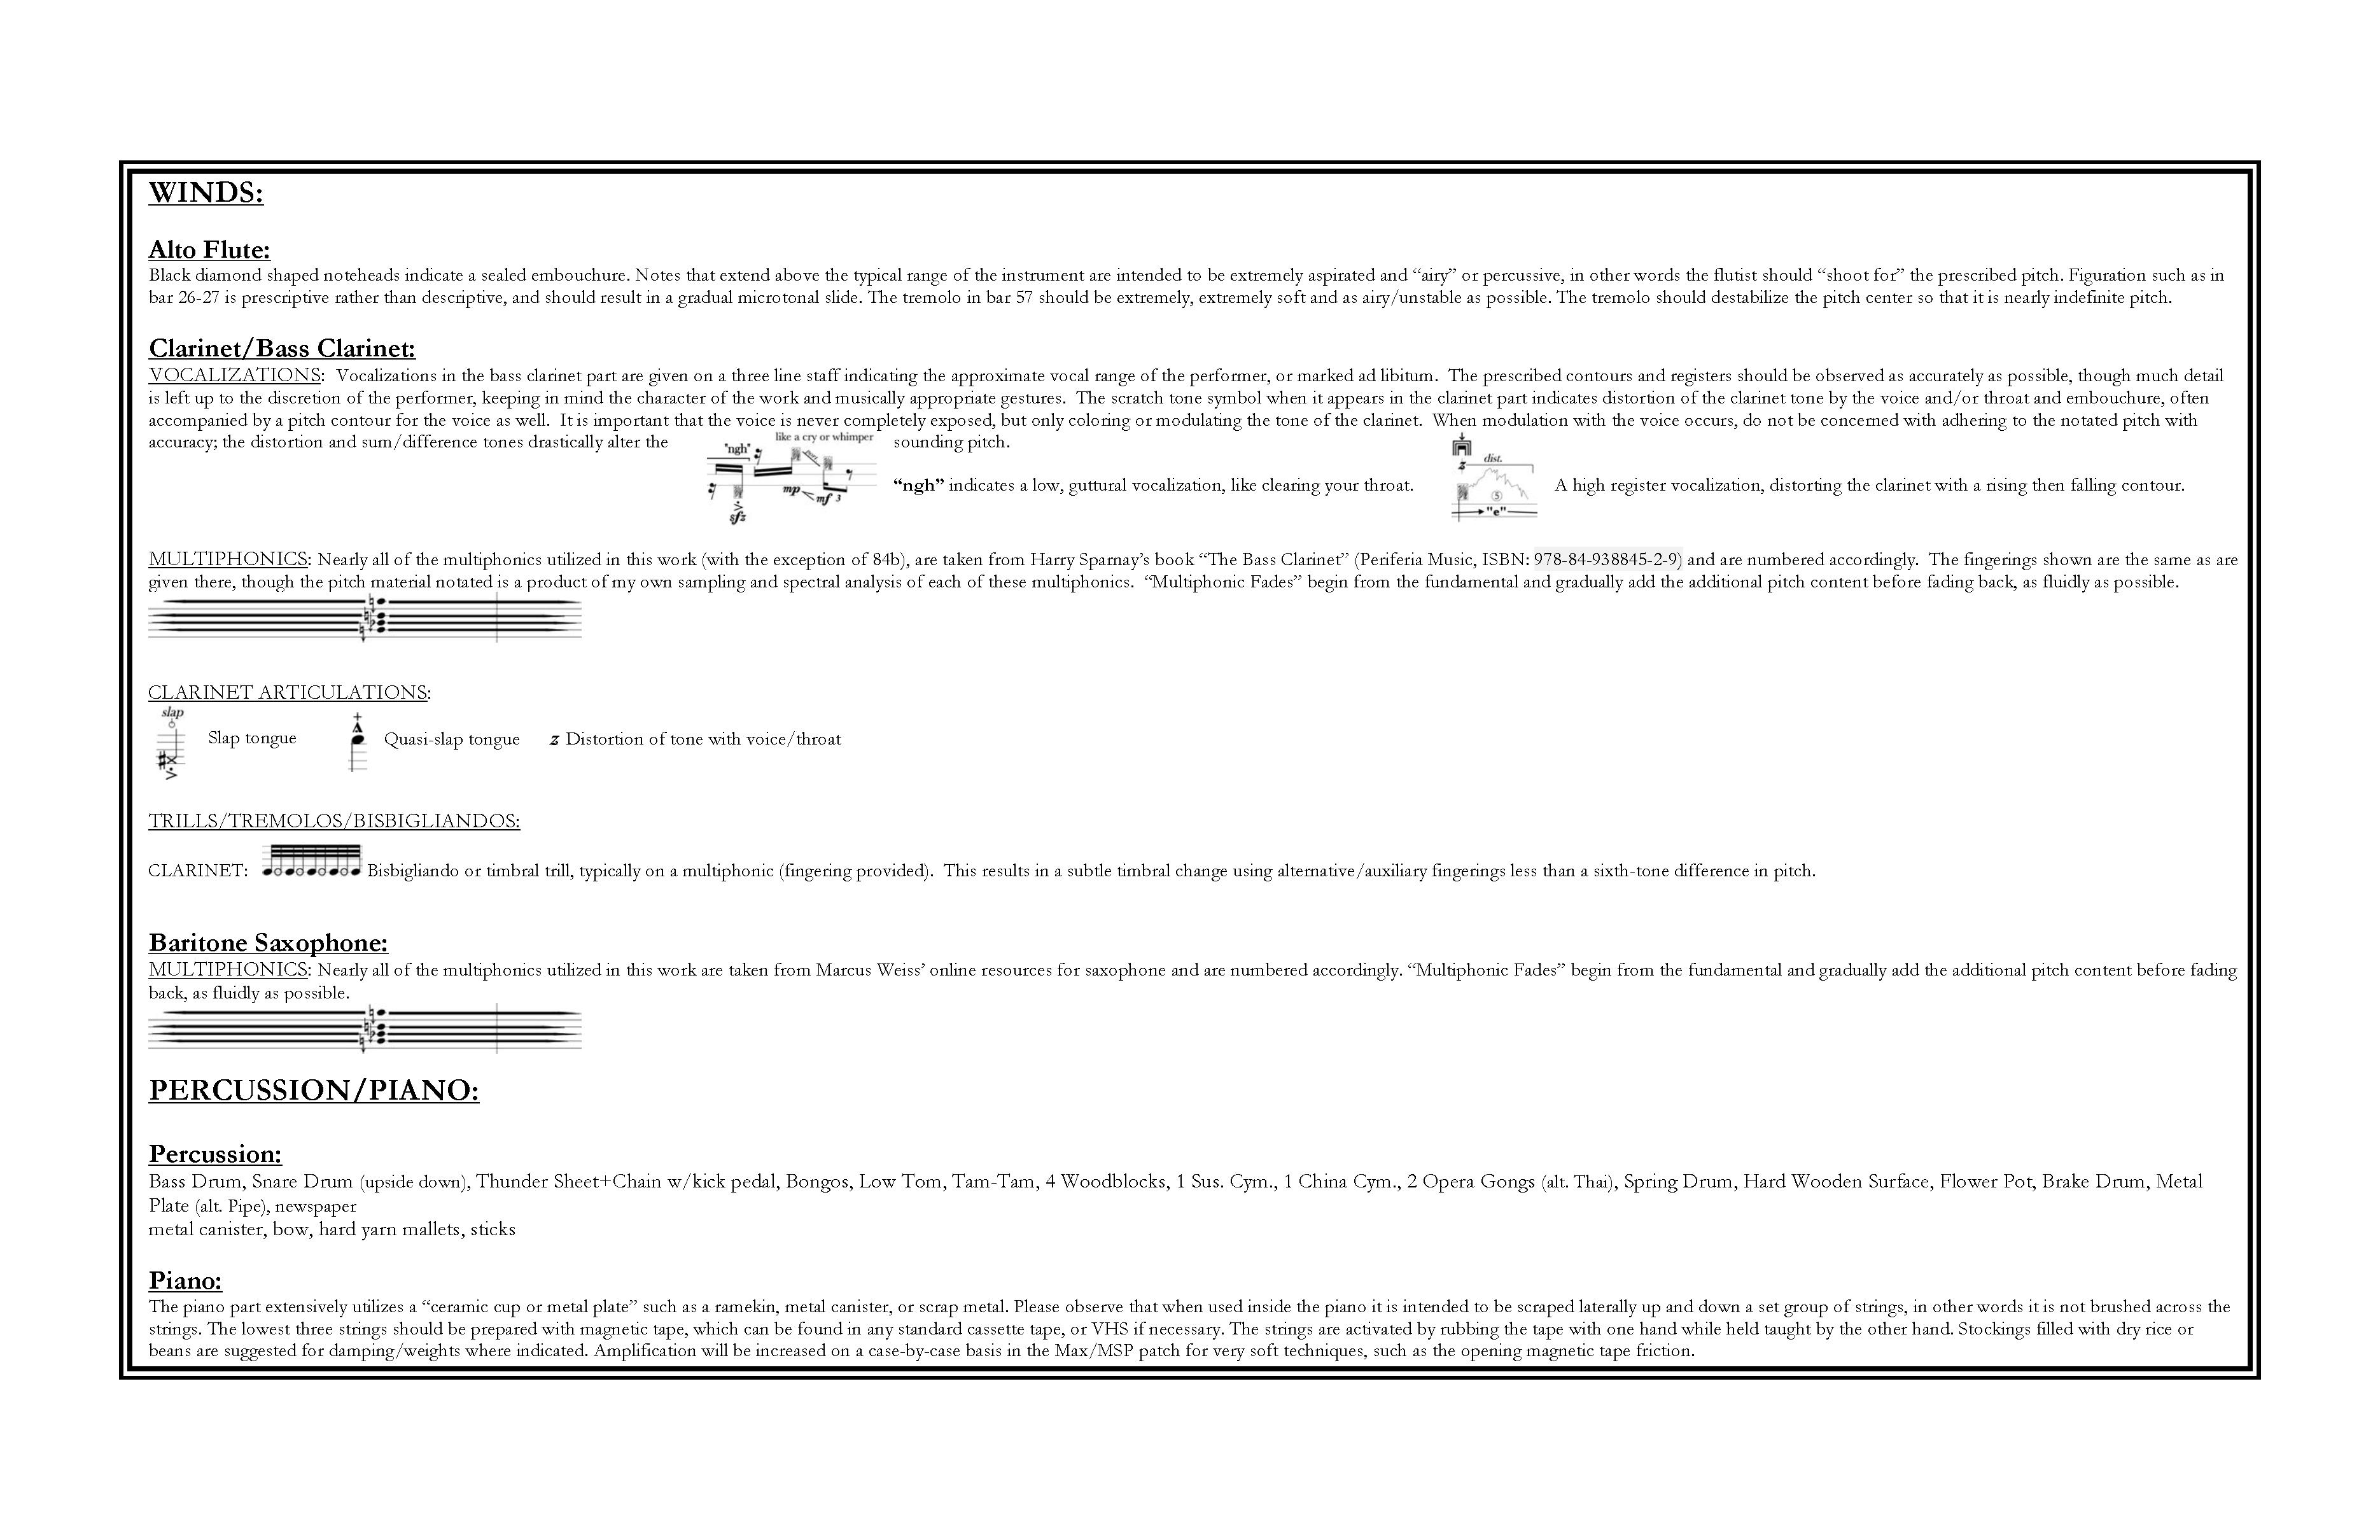 WINDS:
Alto Flute:
Black diamond shaped noteheads indicate a sealed embouchure. Notes that extend above the typical range of the instrument are intended to be extremely aspirated and “airy” or percussive, in other words the flutist should “shoot for” the prescribed pitch. Figuration such as in
bar 26-27 is prescriptive rather than descriptive, and should result in a gradual microtonal slide. The tremolo in bar 57 should be extremely, extremely soft and as airy/unstable as possible. The tremolo should destabilize the pitch center so that it is nearly indefinite pitch.
Clarinet/Bass Clarinet:
VOCALIZATIONS:  Vocalizations in the bass clarinet part are given on a three line staff indicating the approximate vocal range of the performer, or marked ad libitum.  The prescribed contours and registers should be observed as accurately as possible, though much detail
is left up to the discretion of the performer, keeping in mind the character of the work and musically appropriate gestures.  The scratch tone symbol when it appears in the clarinet part indicates distortion of the clarinet tone by the voice and/or throat and embouchure, often
accompanied by a pitch contour for the voice as well.  It is important that the voice is never completely exposed, but only coloring or modulating the tone of the clarinet.  When modulation with the voice occurs, do not be concerned with adhering to the notated pitch with
accuracy; the distortion and sum/difference tones drastically alter the sounding pitch.
like a cry or whimper
"ngh"
mp mf 3
sfz
“ngh” indicates a low, guttural vocalization, like clearing your throat.
z dist.
5
"e"
A high register vocalization, distorting the clarinet with a rising then falling contour.
MULTIPHONICS: Nearly all of the multiphonics utilized in this work (with the exception of 84b), are taken from Harry Sparnay’s book “The Bass Clarinet” (Periferia Music, ISBN: 978-84-938845-2-9) and are numbered accordingly.  The fingerings shown are the same as are
given there, though the pitch material notated is a product of my own sampling and spectral analysis of each of these multiphonics.  “Multiphonic Fades” begin from the fundamental and gradually add the additional pitch content before fading back, as fluidly as possible.
CLARINET ARTICULATIONS:
slap
Slap tongue Quasi-slap tongue z Distortion of tone with voice/throat
TRILLS/TREMOLOS/BISBIGLIANDOS:
CLARINET: Bisbigliando or timbral trill, typically on a multiphonic (fingering provided).  This results in a subtle timbral change using alternative/auxiliary fingerings less than a sixth-tone difference in pitch.
Baritone Saxophone:
MULTIPHONICS: Nearly all of the multiphonics utilized in this work are taken from Marcus Weiss’ online resources for saxophone and are numbered accordingly. “Multiphonic Fades” begin from the fundamental and gradually add the additional pitch content before fading
back, as fluidly as possible.
PERCUSSION/PIANO:
Percussion:
Bass Drum, Snare Drum (upside down), Thunder Sheet+Chain w/kick pedal, Bongos, Low Tom, Tam-Tam, 4 Woodblocks, 1 Sus. Cym., 1 China Cym., 2 Opera Gongs (alt. Thai), Spring Drum, Hard Wooden Surface, Flower Pot, Brake Drum, Metal
Plate (alt. Pipe), newspaper
metal canister, bow, hard yarn mallets, sticks
Piano:
The piano part extensively utilizes a “ceramic cup or metal plate” such as a ramekin, metal canister, or scrap metal. Please observe that when used inside the piano it is intended to be scraped laterally up and down a set group of strings, in other words it is not brushed across the
strings. The lowest three strings should be prepared with magnetic tape, which can be found in any standard cassette tape, or VHS if necessary. The strings are activated by rubbing the tape with one hand while held taught by the other hand. Stockings filled with dry rice or
beans are suggested for damping/weights where indicated. Amplification will be increased on a case-by-case basis in the Max/MSP patch for very soft techniques, such as the opening magnetic tape friction.